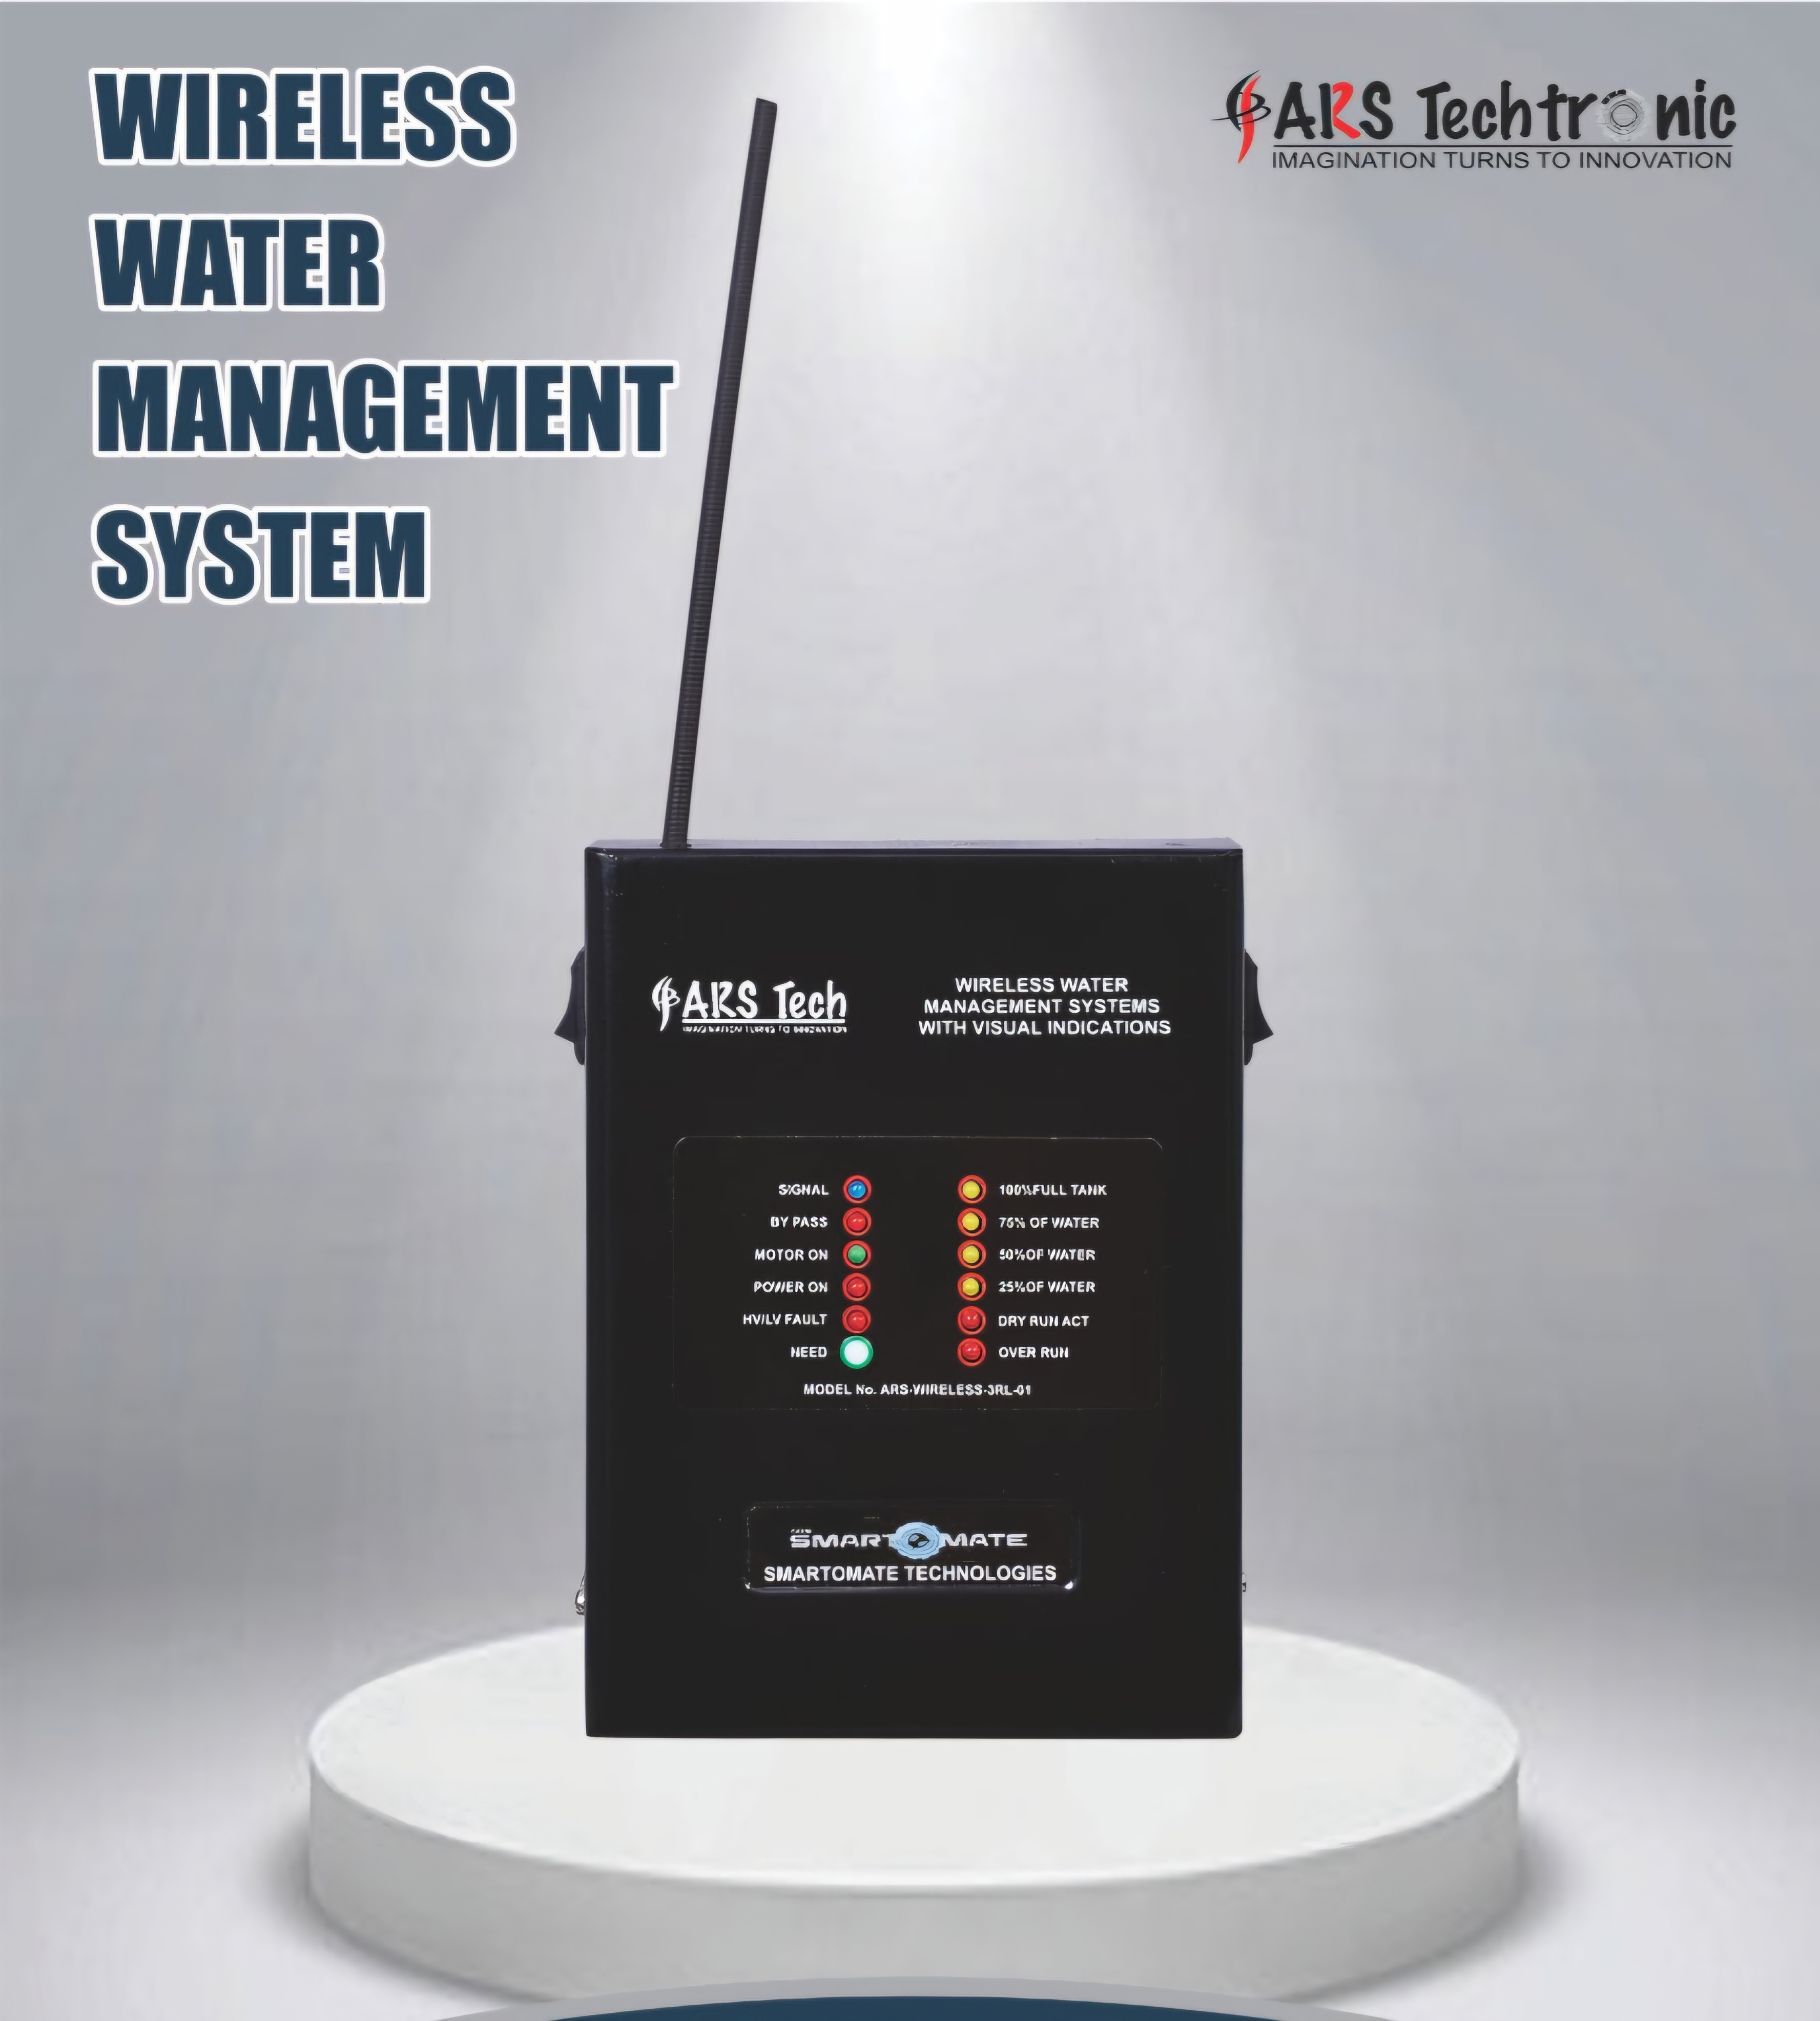 WIRELESS
WATER
MANAGEMENT
SYSTEM
ARS Techtronic
IMAGINATION TURNS TO INNOVATION
ARS Tech
WIRELESS WATER
MANAGEMENT SYSTEMS
WITH VISUAL INDICATIONS
SIGNAL
BY PASS
MOTOR ON
POWER ON
HV/LV FAULT
NEED
100%FULL TANK
75% OF WATER
50%OF WATER
25%OF WATER
DRY RUN ACT
OVER RUN
MODEL No. ARS-WIRELESS-3RL-01
SMARTOMATE
SMARTOMATE TECHNOLOGIES